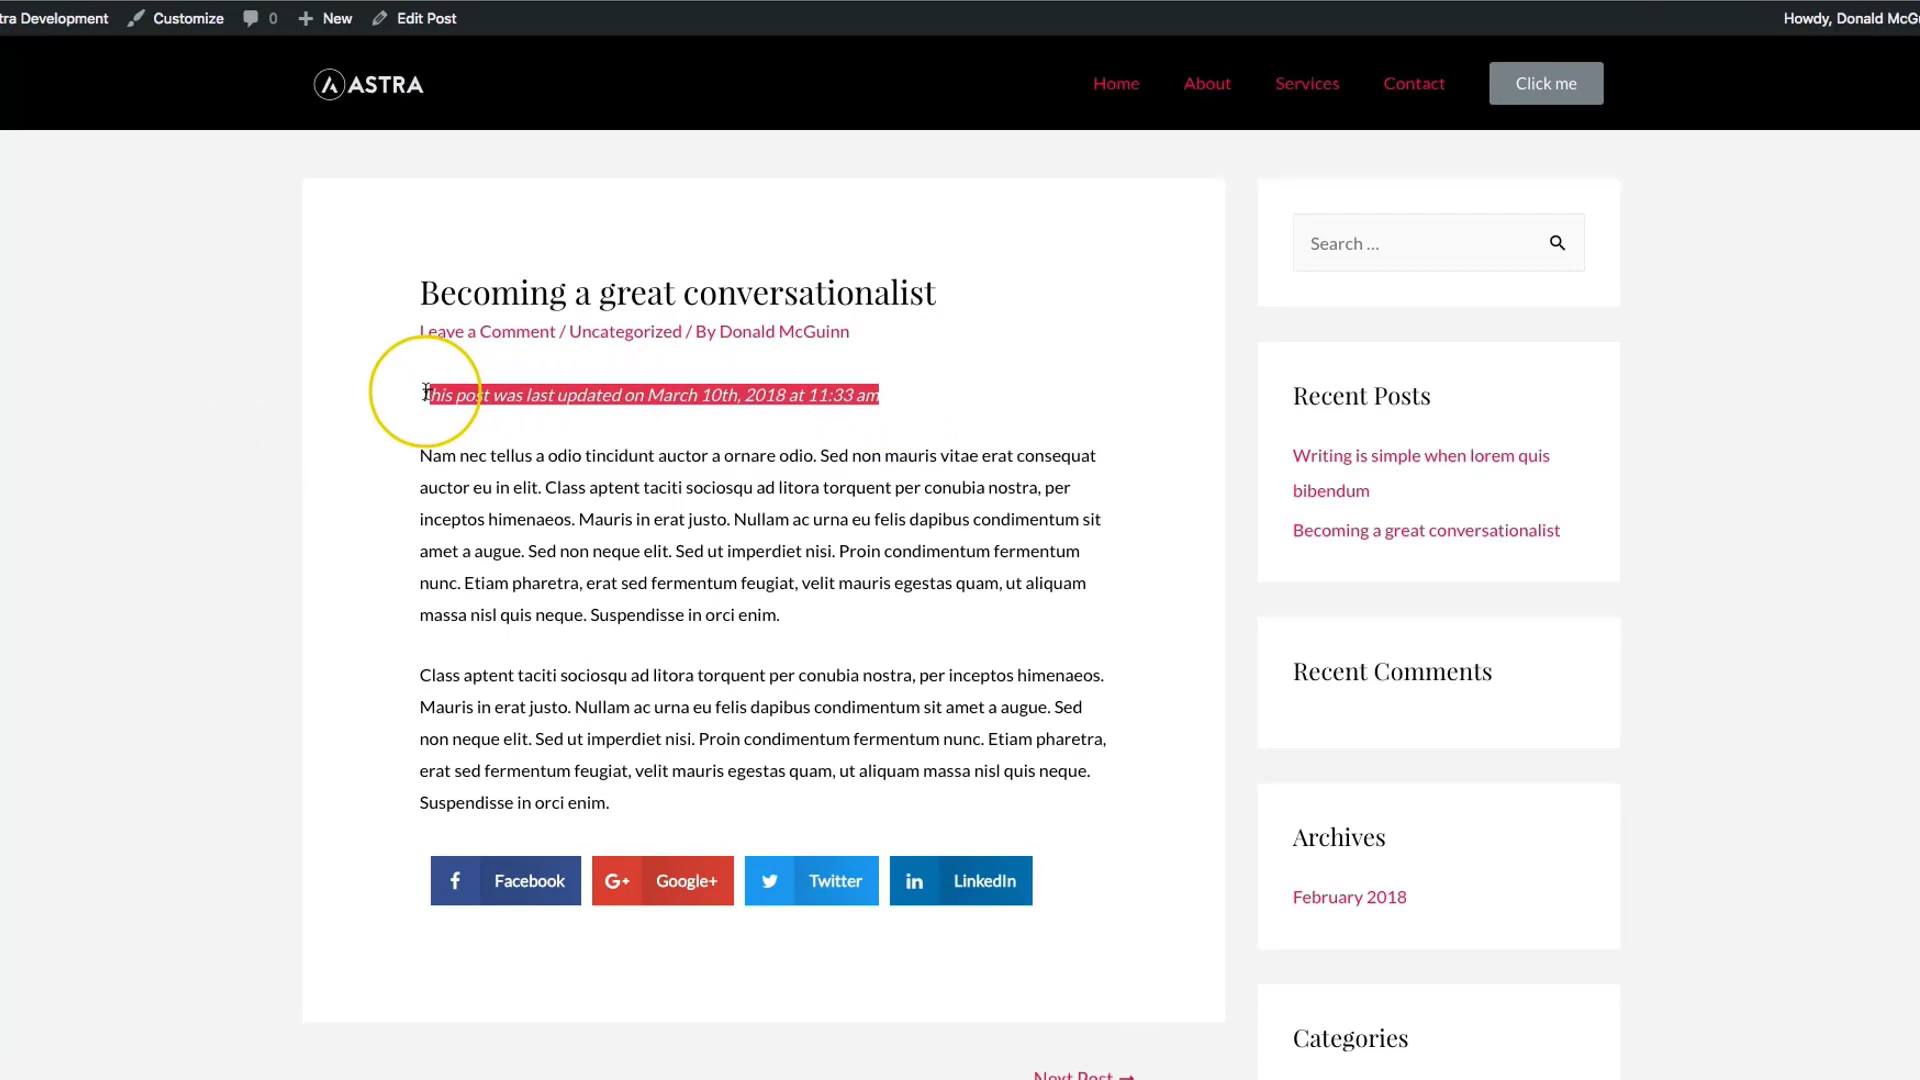 tra Development Customize 0 New Edit Post Howdy, Donald McG
ASTRA Home About Services Contact Click me
Becoming a great conversationalist
Leave a Comment / Uncategorized / By Donald McGuinn
This post was last updated on March 10th, 2018 at 11:33 am
Nam nec tellus a odio tincidunt auctor a ornare odio. Sed non mauris vitae erat consequat
auctor eu in elit. Class aptent taciti sociosqu ad litora torquent per conubia nostra, per
inceptos himenaeos. Mauris in erat justo. Nullam ac urna eu felis dapibus condimentum sit
amet a augue. Sed non neque elit. Sed ut imperdiet nisi. Proin condimentum fermentum
nunc. Etiam pharetra, erat sed fermentum feugiat, velit mauris egestas quam, ut aliquam
massa nisl quis neque. Suspendisse in orci enim.
Class aptent taciti sociosqu ad litora torquent per conubia nostra, per inceptos himenaeos.
Mauris in erat justo. Nullam ac urna eu felis dapibus condimentum sit amet a augue. Sed
non neque elit. Sed ut imperdiet nisi. Proin condimentum fermentum nunc. Etiam pharetra,
erat sed fermentum feugiat, velit mauris egestas quam, ut aliquam massa nisl quis neque.
Suspendisse in orci enim.
Facebook G+ Google+ Twitter LinkedIn
Next Post →
Search ...
Recent Posts
Writing is simple when lorem quis
bibendum
Becoming a great conversationalist
Recent Comments
Archives
February 2018
Categories